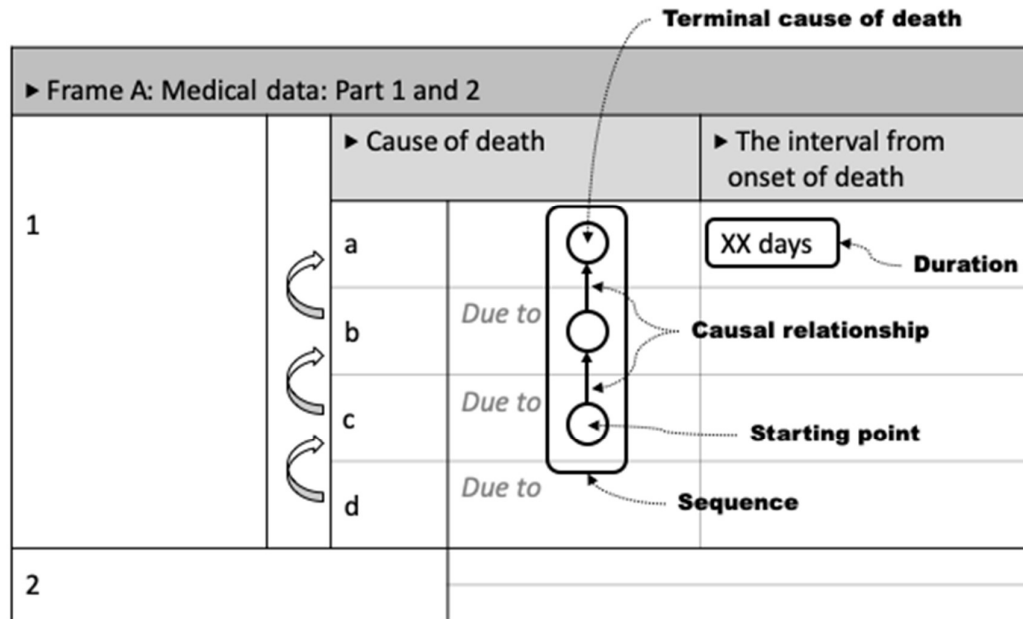 Terminal cause of death
▸ Frame A: Medical data: Part 1 and 2
▸ Cause of death
▸ The interval from
onset of death
1
a
XX days
Duration
Due to
b
Causal relationship
Due to
c
Starting point
Due to
d
Sequence
2